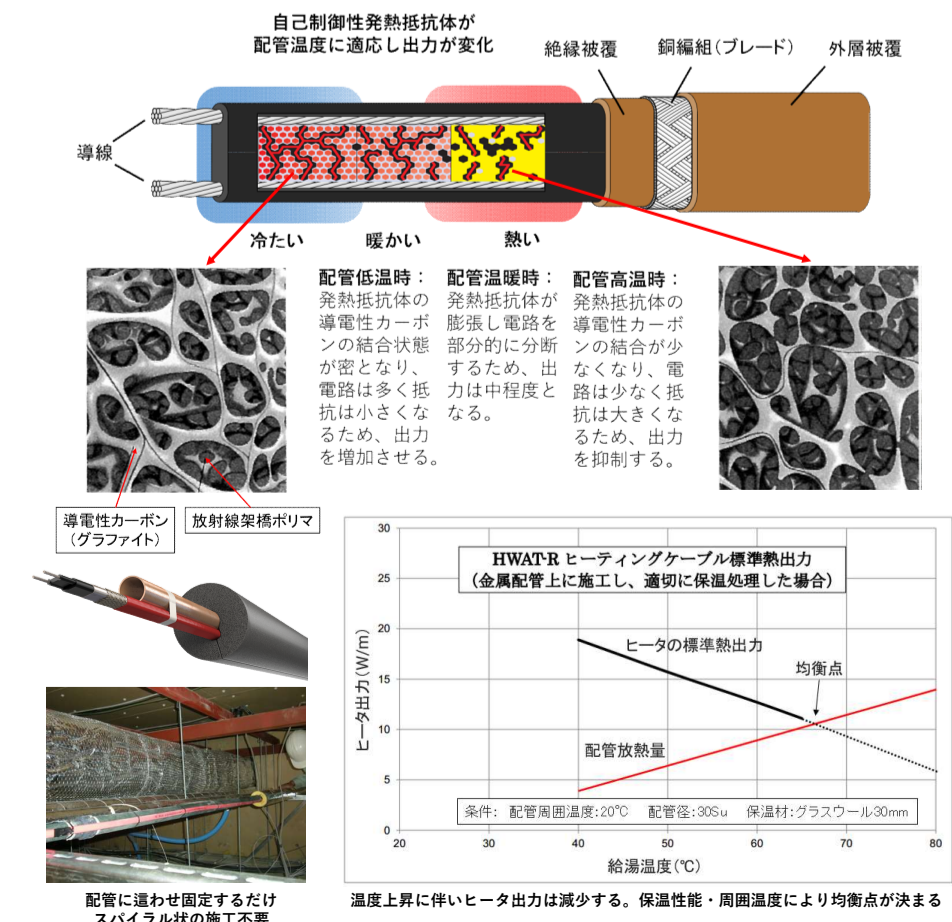 自己制御性発熱抵抗体が
配管温度に適応し出力が変化
絶縁被覆
銅編組(ブレード)
外層被覆
導線
冷たい
暖かい
熱い
配管低温時：
発熱抵抗体の
導電性カーボ
ンの結合状態
が密となり、
電路は多く抵
抗は小さくな
るため、出力
を増加させる。
配管温暖時：
発熱抵抗体が
膨張し電路を
部分的に分断
するため、出
力は中程度と
なる。
配管高温時：
発熱抵抗体の
導電性カーボ
ンの結合が少
なくなり、電
路は少なく抵
抗は大きくな
るため、出力
を抑制する。
導電性カーボン
(グラファイト)
放射線架橋ポリマ
HWAT-R ヒーティングケーブル標準熱出力
(金属配管上に施工し、適切に保温処理した場合)
30
25
20
15
10
5
0
ヒータ出力(W/m)
ヒータの標準熱出力
均衡点
配管放熱量
条件: 配管周囲温度:20℃ 配管径:30Su 保温材:グラスウール30mm
20 30 40 50 60 70 80
給湯温度(℃)
配管に這わせ固定するだけ
スパイラル状の施工不要
温度上昇に伴いヒータ出力は減少する。保温性能・周囲温度により均衡点が決まる